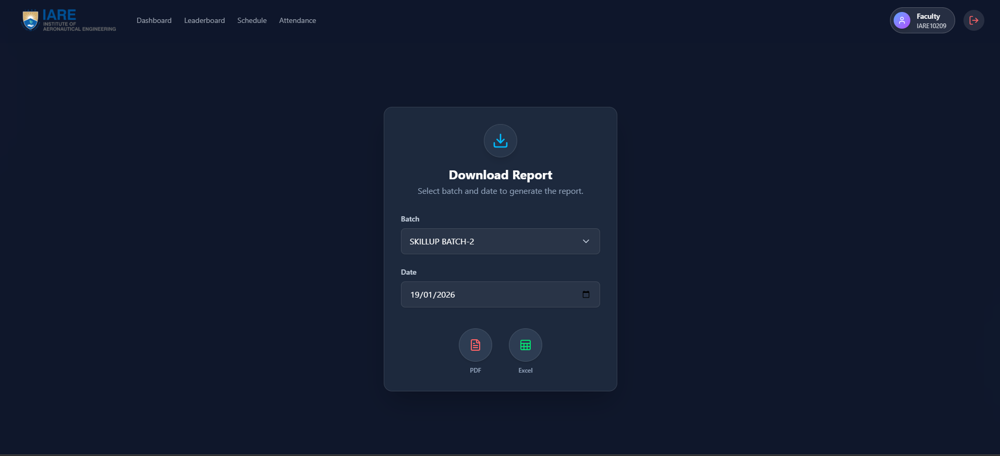 IARE
INSTITUTE OF
AERONAUTICAL ENGINEERING
Dashboard
Leaderboard
Schedule
Attendance
Faculty
IARE10209
Download Report
Select batch and date to generate the report.
Batch
SKILLUP BATCH-2
Date
19/01/2026
PDF
Excel